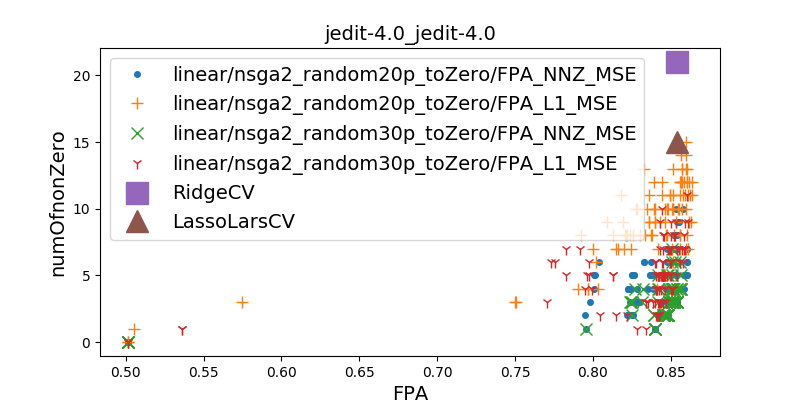 jedit-4.0_jedit-4.0
linear/nsga2_random20p_toZero/FPA_NNZ_MSE
linear/nsga2_random20p_toZero/FPA_L1_MSE
linear/nsga2_random30p_toZero/FPA_NNZ_MSE
linear/nsga2_random30p_toZero/FPA_L1_MSE
RidgeCV
LassoLarsCV
numOfnonZero
20
15
10
5
0
0.50 0.55 0.60 0.65 0.70 0.75 0.80 0.85
FPA